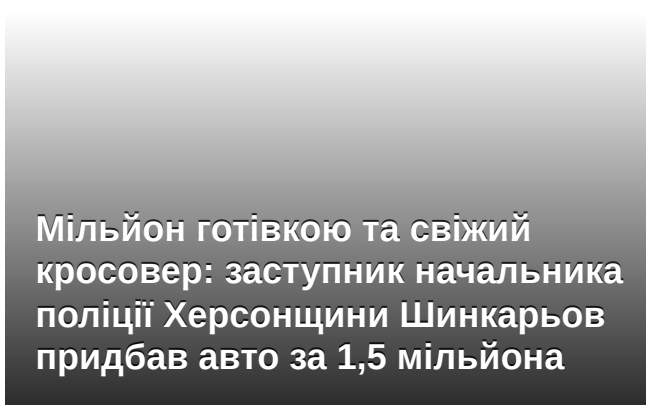 Мільйон готівкою та свіжий
кросовер: заступник начальника
поліції Херсонщини Шинкарьов
придбав авто за 1,5 мільйона